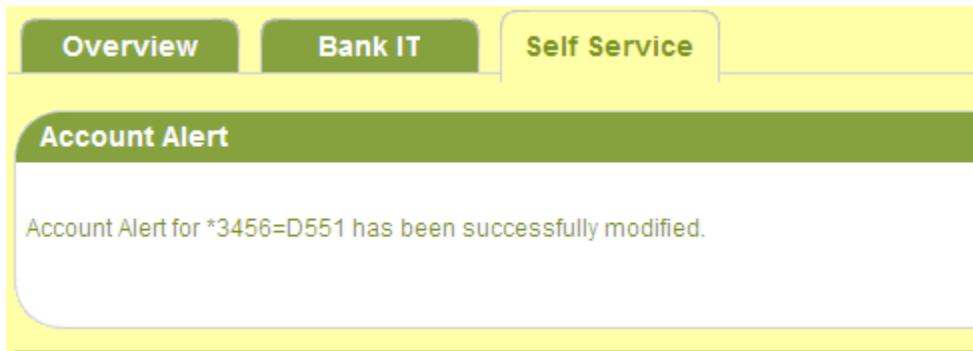 Overview Bank IT Self Service
Account Alert
Account Alert for *3456=D551 has been successfully modified.